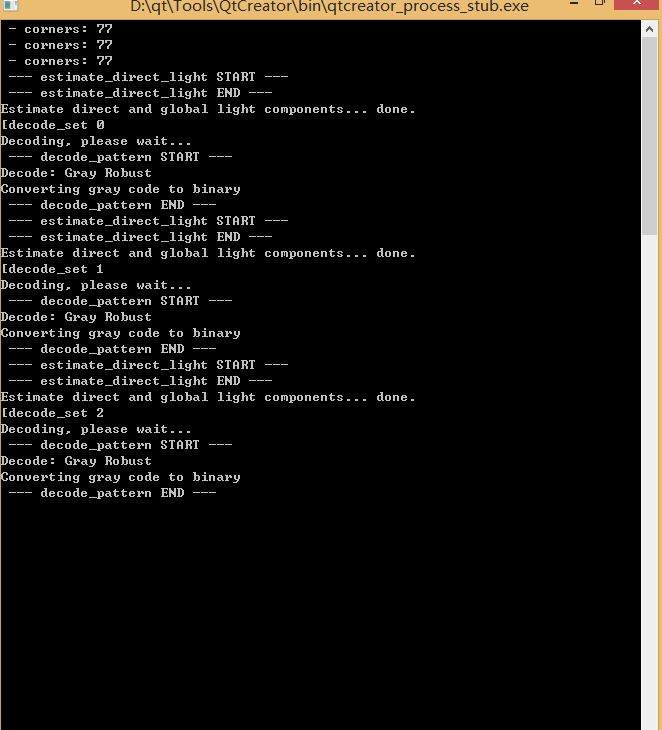 D:\qt\Tools\QtCreator\bin\qtcreator_process_stub.exe
- corners: 77
- corners: 77
- corners: 77
--- estimate_direct_light START ---
--- estimate_direct_light END ---
Estimate direct and global light components... done.
[decode_set 0
Decoding, please wait...
--- decode_pattern START ---
Decode: Gray Robust
Converting gray code to binary
--- decode_pattern END ---
--- estimate_direct_light START ---
--- estimate_direct_light END ---
Estimate direct and global light components... done.
[decode_set 1
Decoding, please wait...
--- decode_pattern START ---
Decode: Gray Robust
Converting gray code to binary
--- decode_pattern END ---
--- estimate_direct_light START ---
--- estimate_direct_light END ---
Estimate direct and global light components... done.
[decode_set 2
Decoding, please wait...
--- decode_pattern START ---
Decode: Gray Robust
Converting gray code to binary
--- decode_pattern END ---